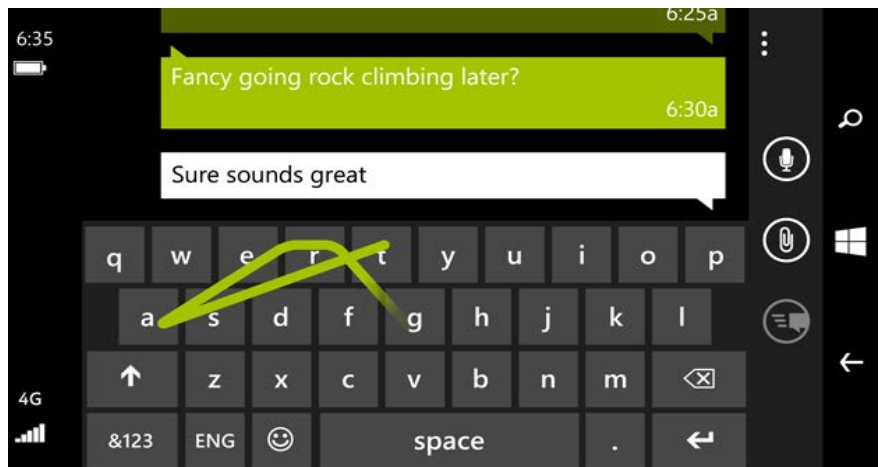 6:25a
6:35
Fancy going rock climbing later?
6:30a
Sure sounds great
q w e r t y u i o p
a s d f g h j k l
z x c v b n m
4G
&123 ENG space .